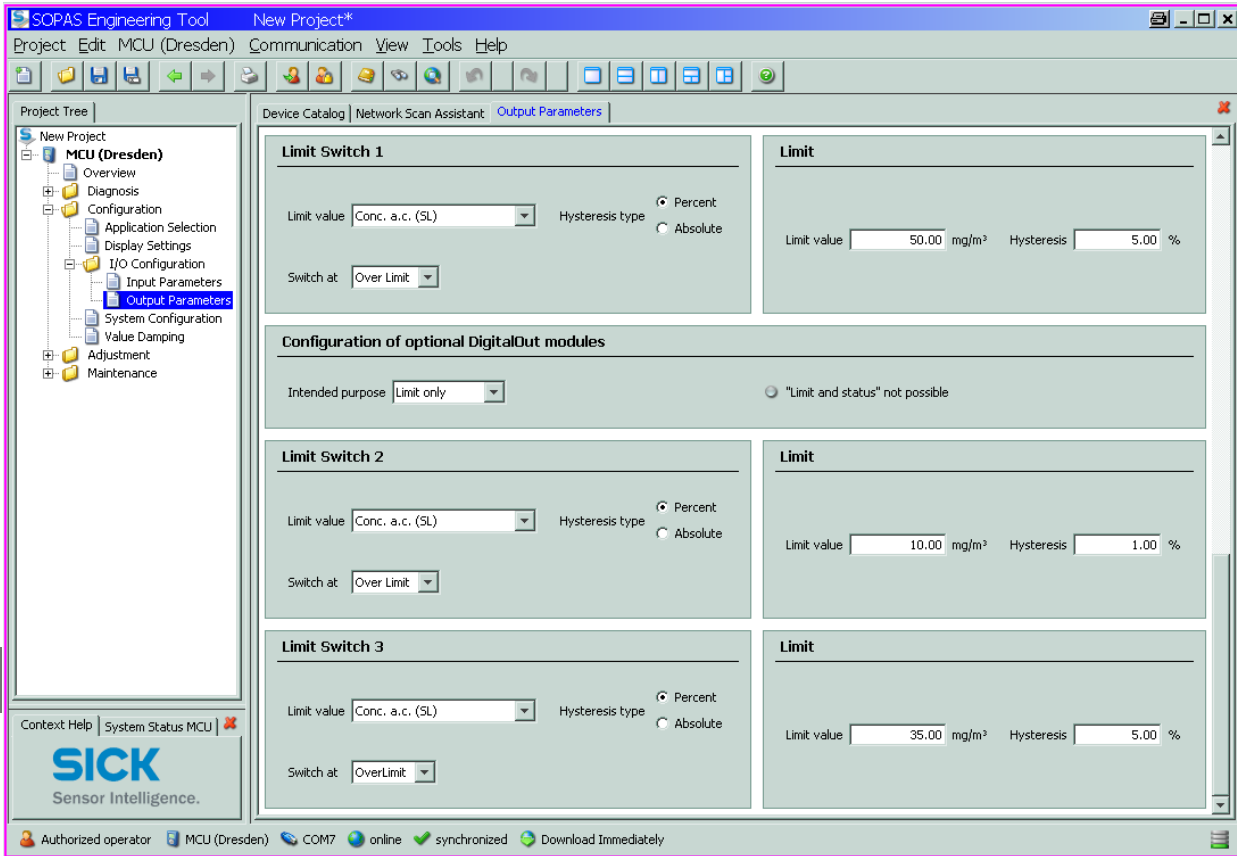 SOPAS Engineering Tool New Project*
Project Edit MCU (Dresden) Communication View Tools Help
Project Tree
New Project
MCU (Dresden)
Overview
Diagnosis
Configuration
Application Selection
Display Settings
I/O Configuration
Input Parameters
Output Parameters
System Configuration
Value Damping
Adjustment
Maintenance
Context Help System Status MCU
SICK
Sensor Intelligence.
Device Catalog Network Scan Assistant Output Parameters
Limit Switch 1
Limit value Conc. a.c. (SL) Hysteresis type
Percent
Absolute
Switch at Over Limit
Limit
Limit value 50.00 mg/m³ Hysteresis 5.00 %
Configuration of optional DigitalOut modules
Intended purpose Limit only
"Limit and status" not possible
Limit Switch 2
Limit value Conc. a.c. (SL) Hysteresis type
Percent
Absolute
Switch at Over Limit
Limit
Limit value 10.00 mg/m³ Hysteresis 1.00 %
Limit Switch 3
Limit value Conc. a.c. (SL) Hysteresis type
Percent
Absolute
Switch at OverLimit
Limit
Limit value 35.00 mg/m³ Hysteresis 5.00 %
Authorized operator MCU (Dresden) COM7 online synchronized Download Immediately